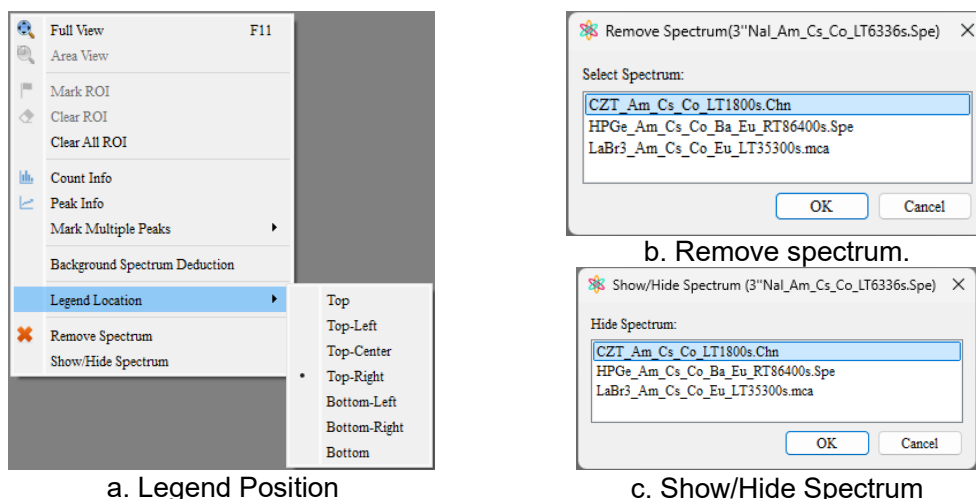 Full View F11
Area View
Mark ROI
Clear ROI
Clear All ROI
Count Info
Peak Info
Mark Multiple Peaks
Background Spectrum Deduction
Legend Location
Remove Spectrum
Show/Hide Spectrum
Top
Top-Left
Top-Center
Top-Right
Bottom-Left
Bottom-Right
Bottom
a. Legend Position
Remove Spectrum(3"NaI_Am_Cs_Co_LT6336s.Spe)
Select Spectrum:
CZT_Am_Cs_Co_LT1800s.Chn
HPGe_Am_Cs_Co_Ba_Eu_RT86400s.Spe
LaBr3_Am_Cs_Co_Eu_LT35300s.mca
OK Cancel
b. Remove spectrum.
Show/Hide Spectrum (3"NaI_Am_Cs_Co_LT6336s.Spe)
Hide Spectrum:
CZT_Am_Cs_Co_LT1800s.Chn
HPGe_Am_Cs_Co_Ba_Eu_RT86400s.Spe
LaBr3_Am_Cs_Co_Eu_LT35300s.mca
OK Cancel
c. Show/Hide Spectrum